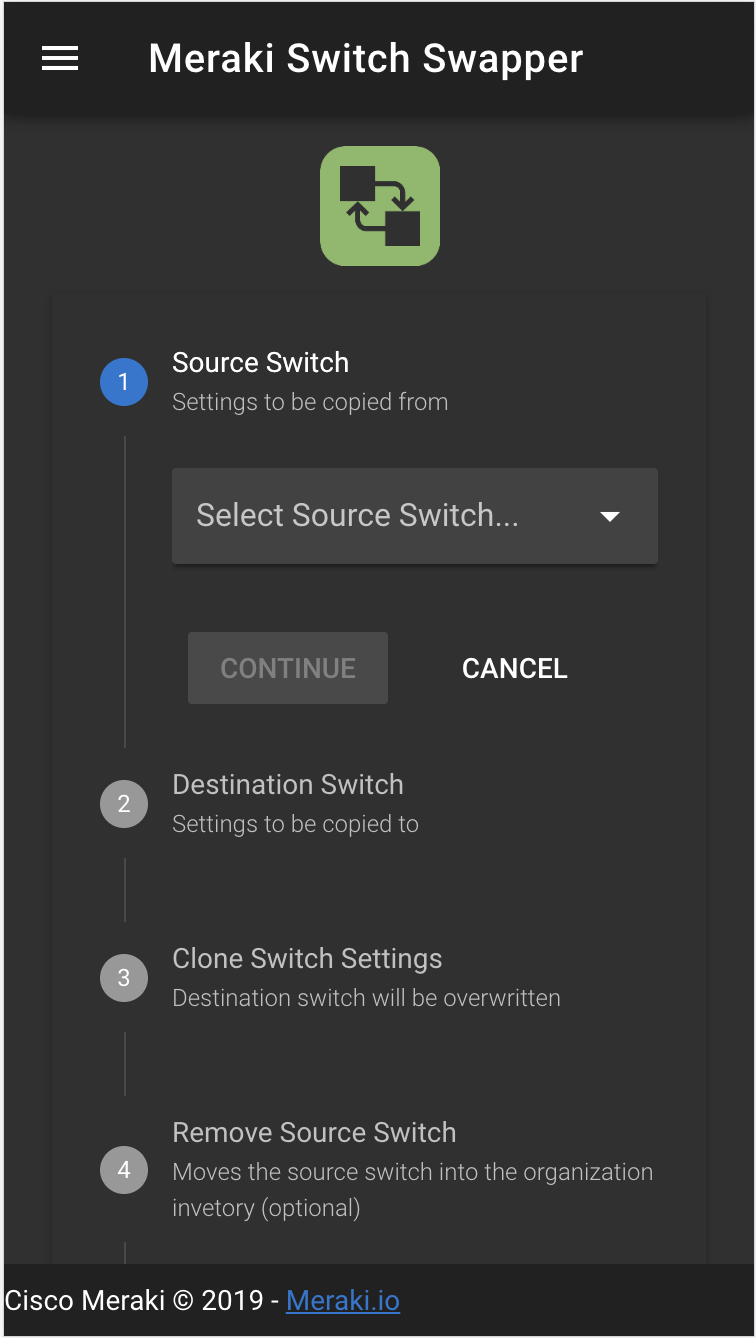 Meraki Switch Swapper
1
Source Switch
Settings to be copied from
Select Source Switch...
CONTINUE
CANCEL
2
Destination Switch
Settings to be copied to
3
Clone Switch Settings
Destination switch will be overwritten
4
Remove Source Switch
Moves the source switch into the organization
invetory (optional)
Cisco Meraki © 2019 - Meraki.io